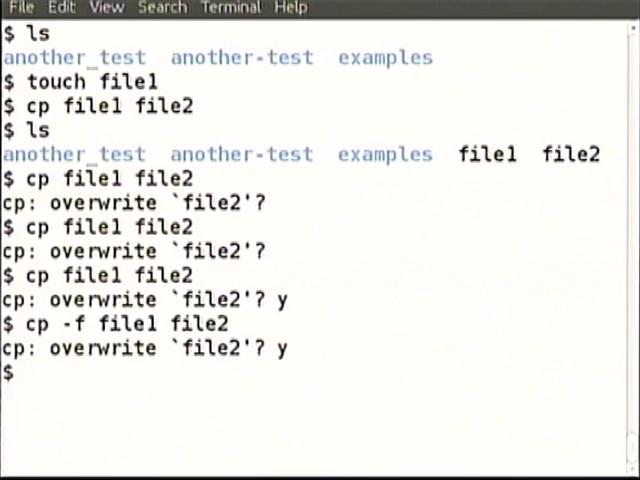 File Edit View Search Terminal Help
$ ls
another_test another-test examples
$ touch file1
$ cp file1 file2
$ ls
another_test another-test examples file1 file2
$ cp file1 file2
cp: overwrite `file2'?
$ cp file1 file2
cp: overwrite `file2'?
$ cp file1 file2
cp: overwrite `file2'? y
$ cp -f file1 file2
cp: overwrite `file2'? y
$